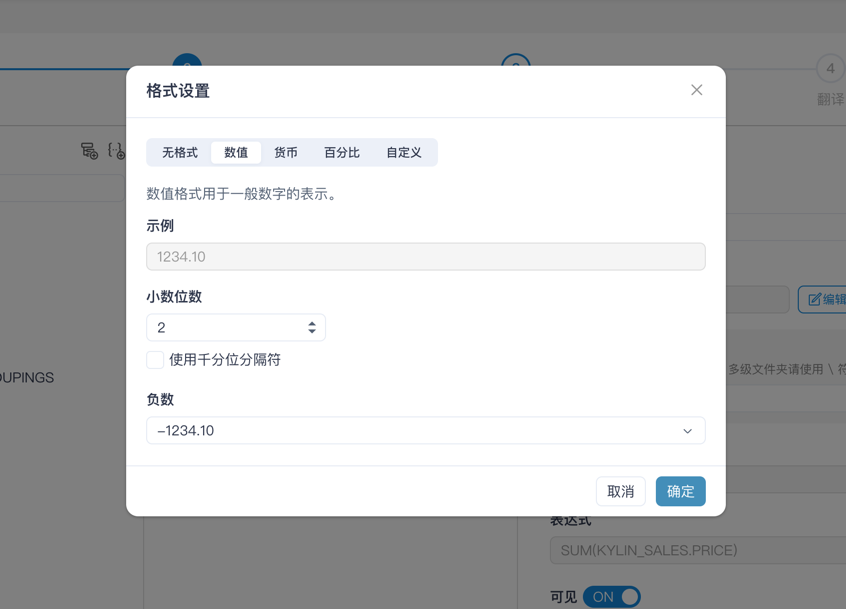 4
翻译
格式设置
无格式 数值 货币 百分比 自定义
数值格式用于一般数字的表示。
示例
1234.10
小数位数
2
编辑
使用千分位分隔符
多级文件夹请使用 \ 符
OUPINGS
负数
-1234.10
取消 确定
表达式
SUM(KYLIN_SALES.PRICE)
可见 ON